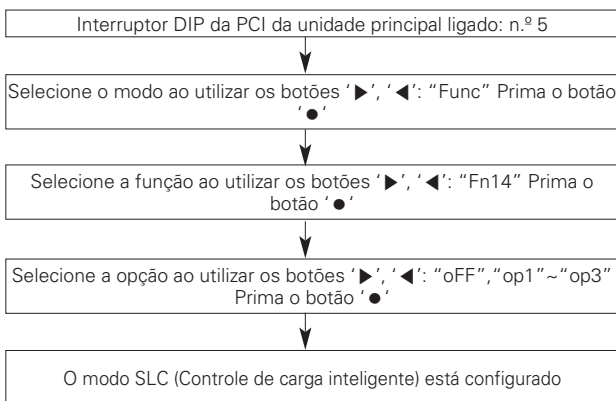 Interruptor DIP da PCI da unidade principal ligado: n.º 5
Selecione o modo ao utilizar os botões ‘▶’, ‘◀’: “Func” Prima o botão
‘ ● ‘
Selecione a função ao utilizar os botões ‘▶’, ‘◀’: “Fn14” Prima o
botão ‘ ● ‘
Selecione a opção ao utilizar os botões ‘▶’, ‘◀’: “oFF”,“op1”~“op3”
Prima o botão ‘ ● ‘
O modo SLC (Controle de carga inteligente) está configurado